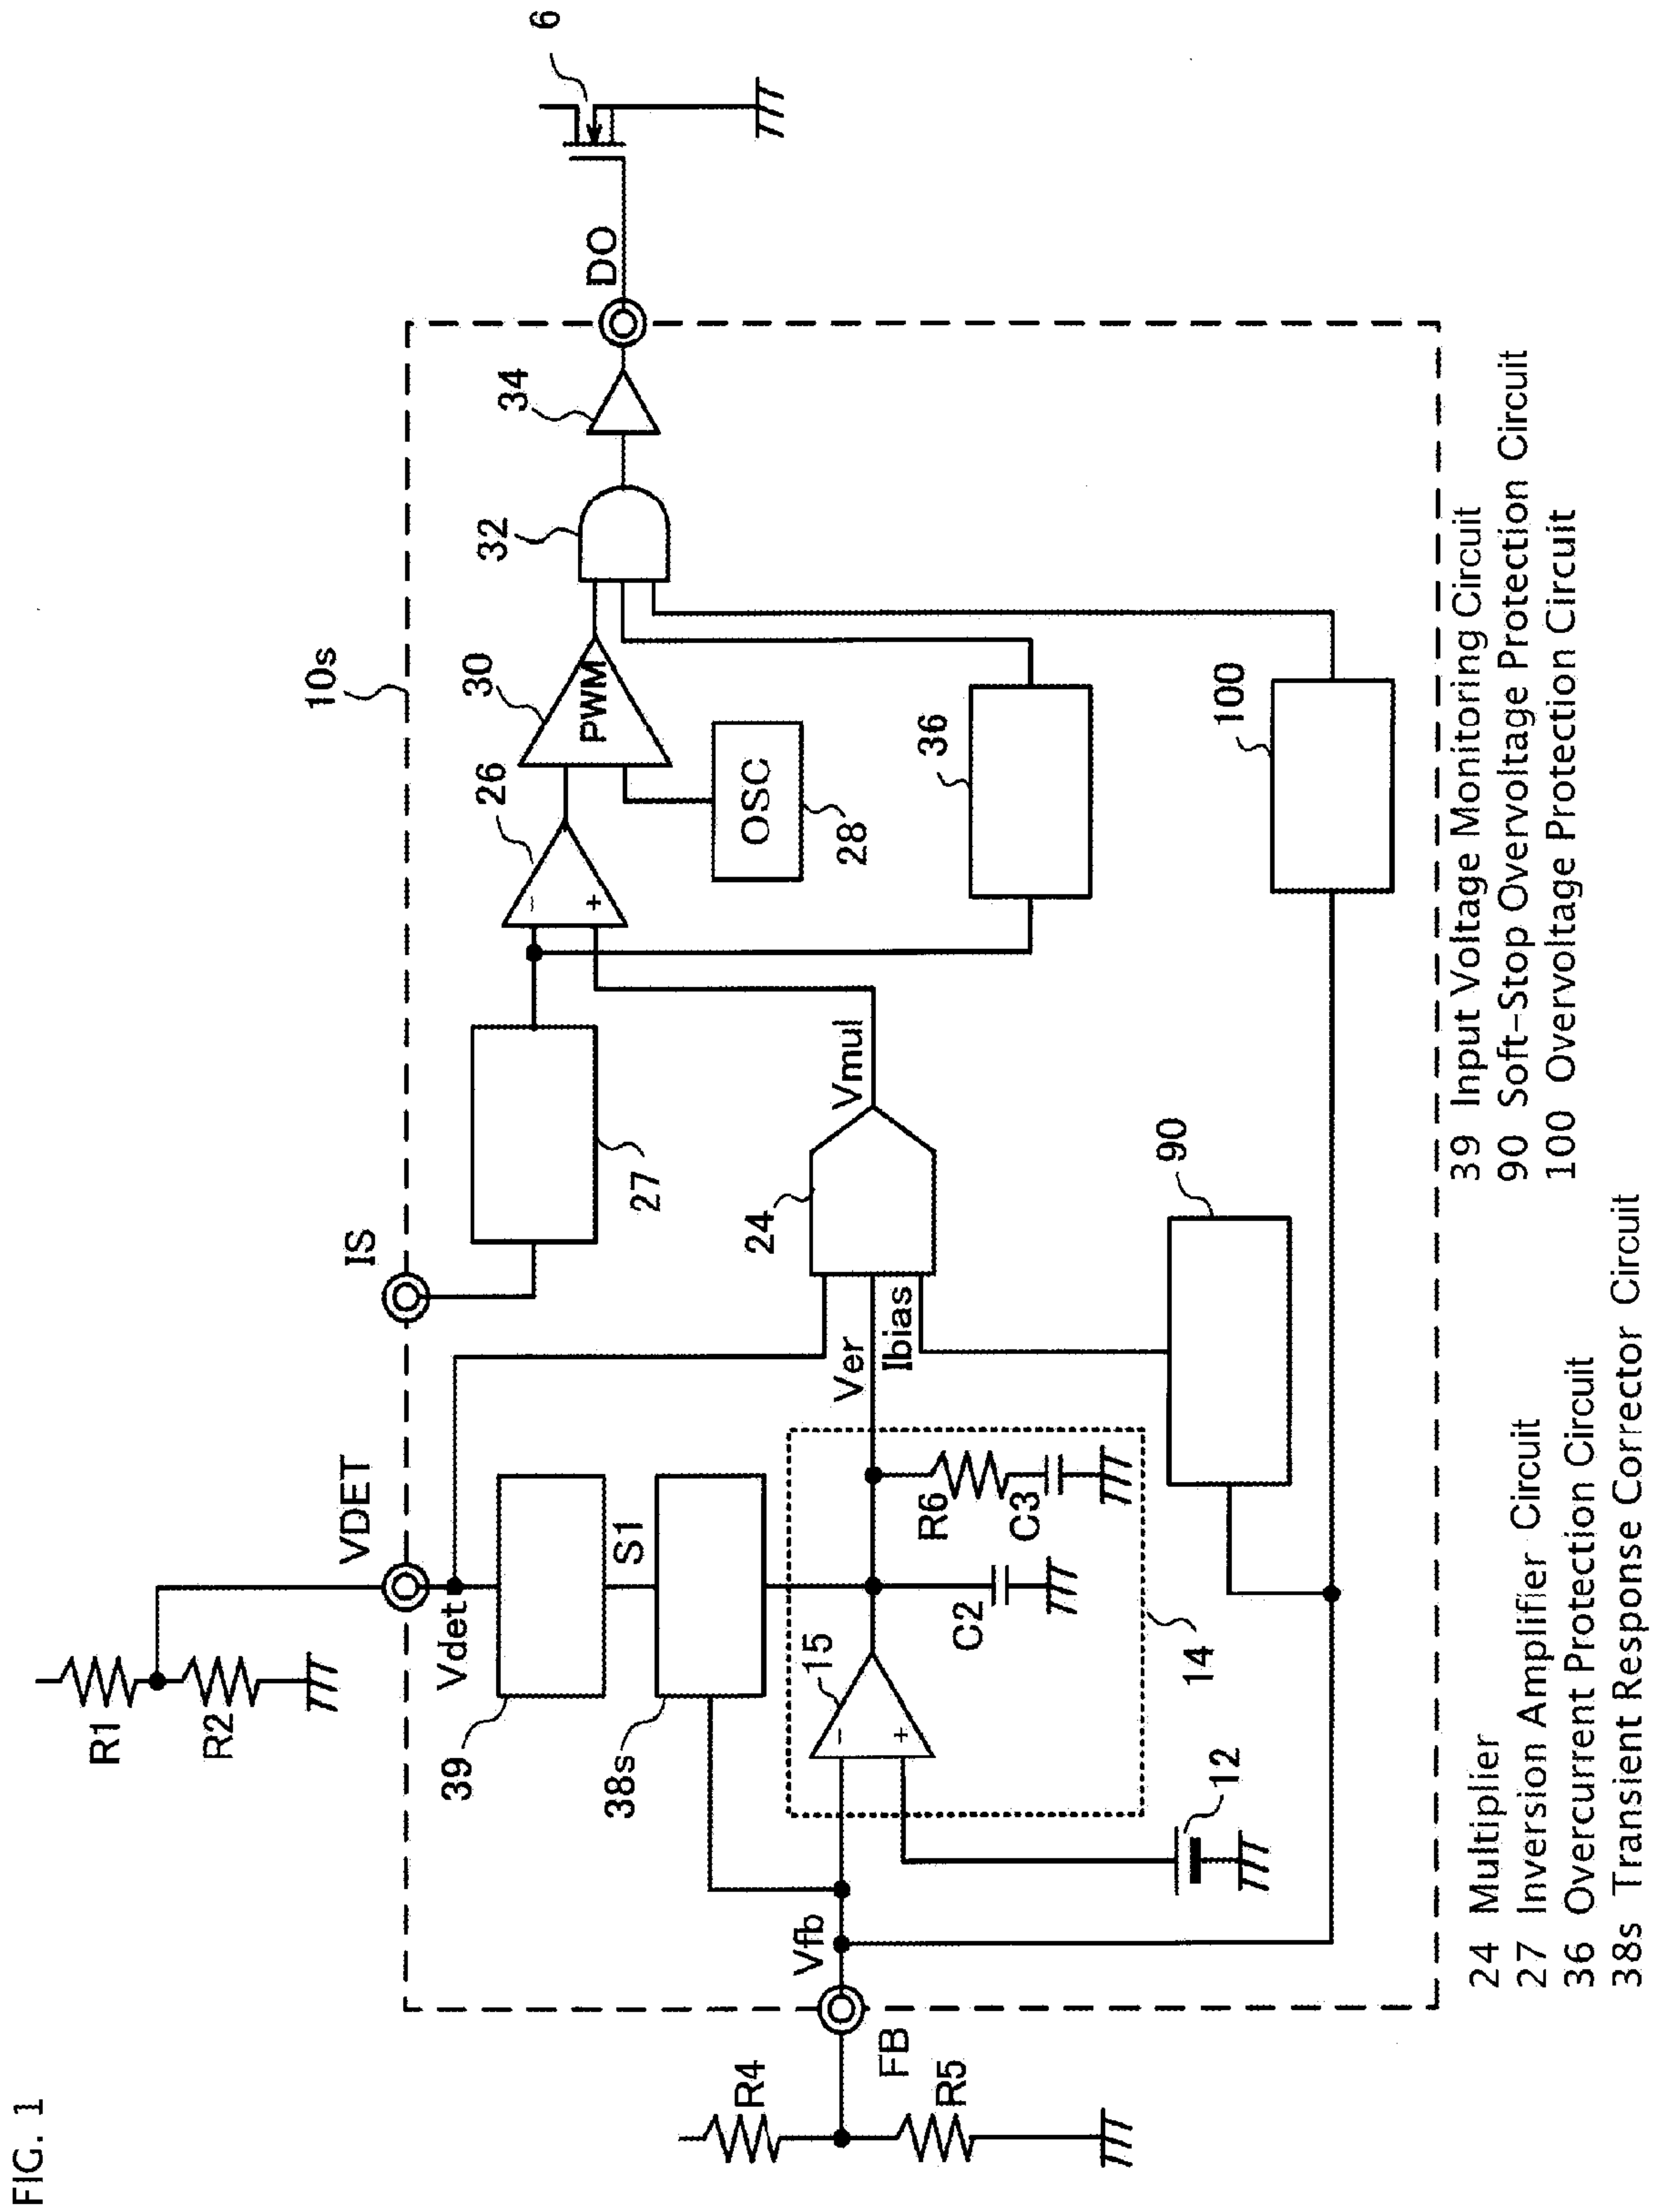 FIG. 1
R1
R2
VDET
IS
10s
Vdet
39
S1
38s
27
26
30
PWM
32
34
DO
6
OSC
28
36
100
24
Vmul
Ver
Ibias
90
15
-
+
-
+
R6
C3
C2
14
12
Vfb
FB
R4
R5
24 Multiplier
27 Inversion Amplifier Circuit
36 Overcurrent Protection Circuit
38s Transient Response Corrector Circuit
39 Input Voltage Monitoring Circuit
90 Soft-Stop Overvoltage Protection Circuit
100 Overvoltage Protection Circuit